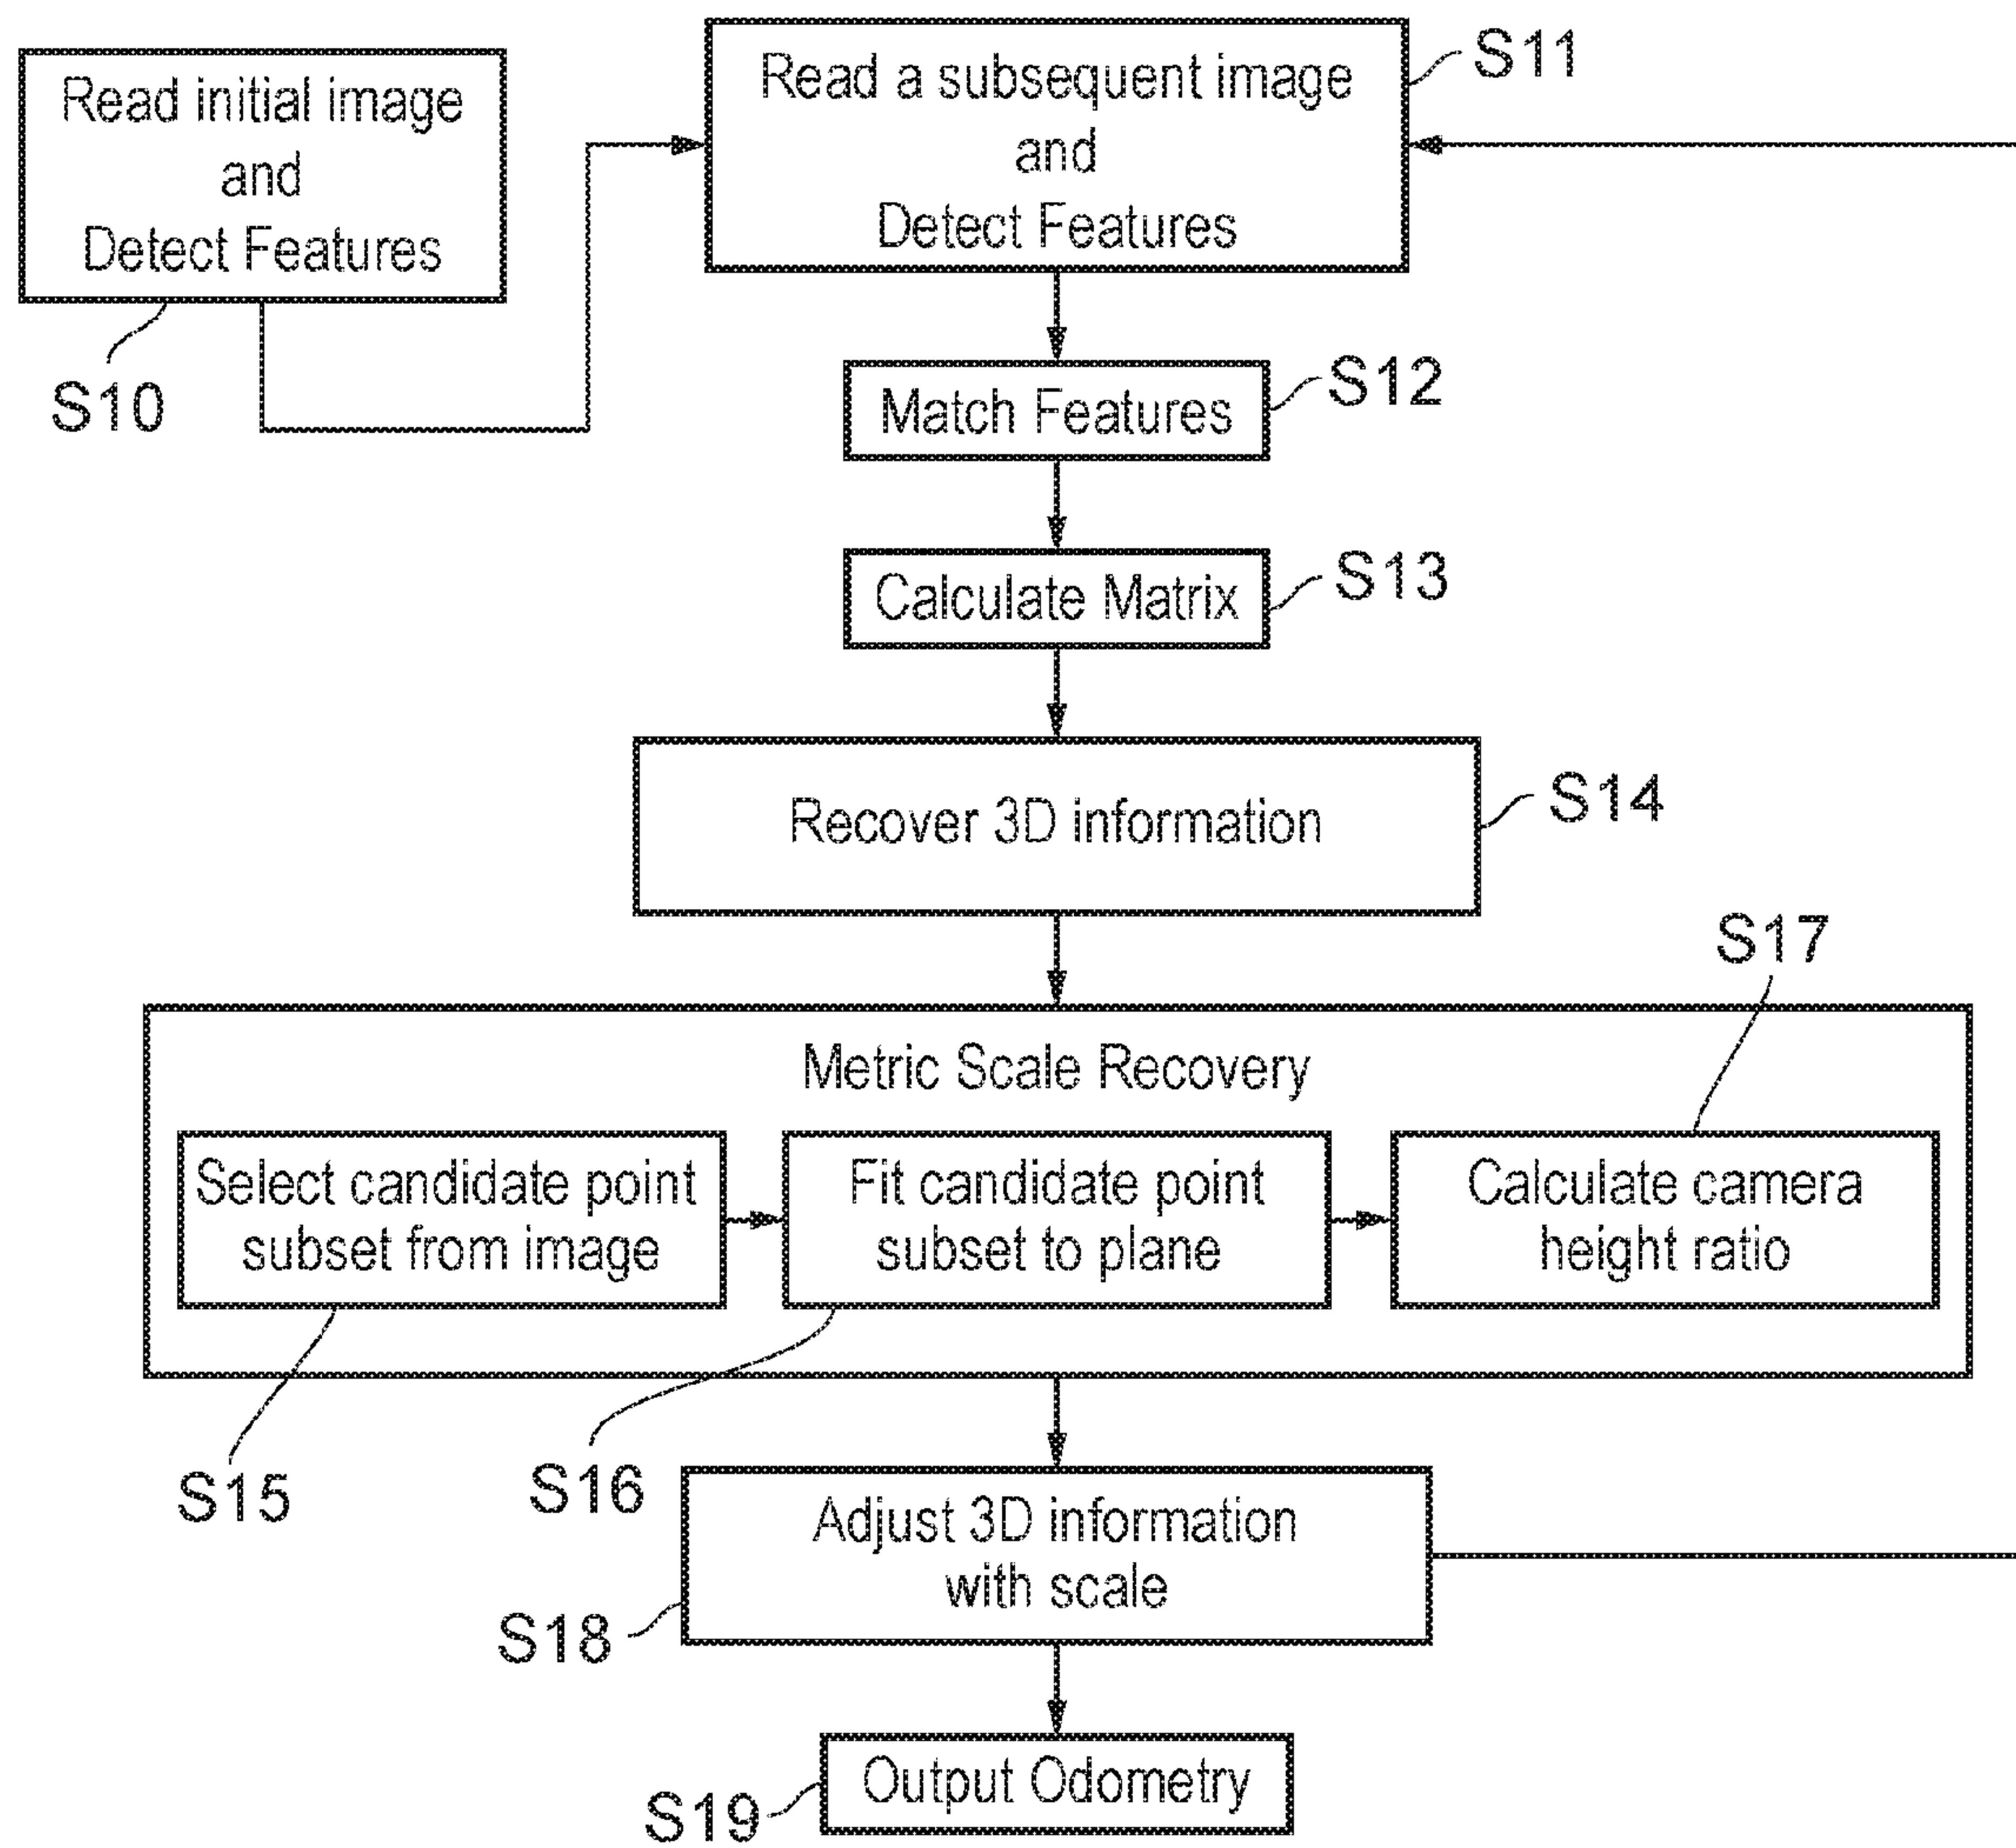 Read initial image
and
Detect Features
S10
Read a subsequent image
and
Detect Features
S11
Match Features
S12
Calculate Matrix
S13
Recover 3D information
S14
Metric Scale Recovery
S17
Select candidate point
subset from image
Fit candidate point
subset to plane
Calculate camera
height ratio
S15
S16
Adjust 3D information
with scale
S18
Output Odometry
S19